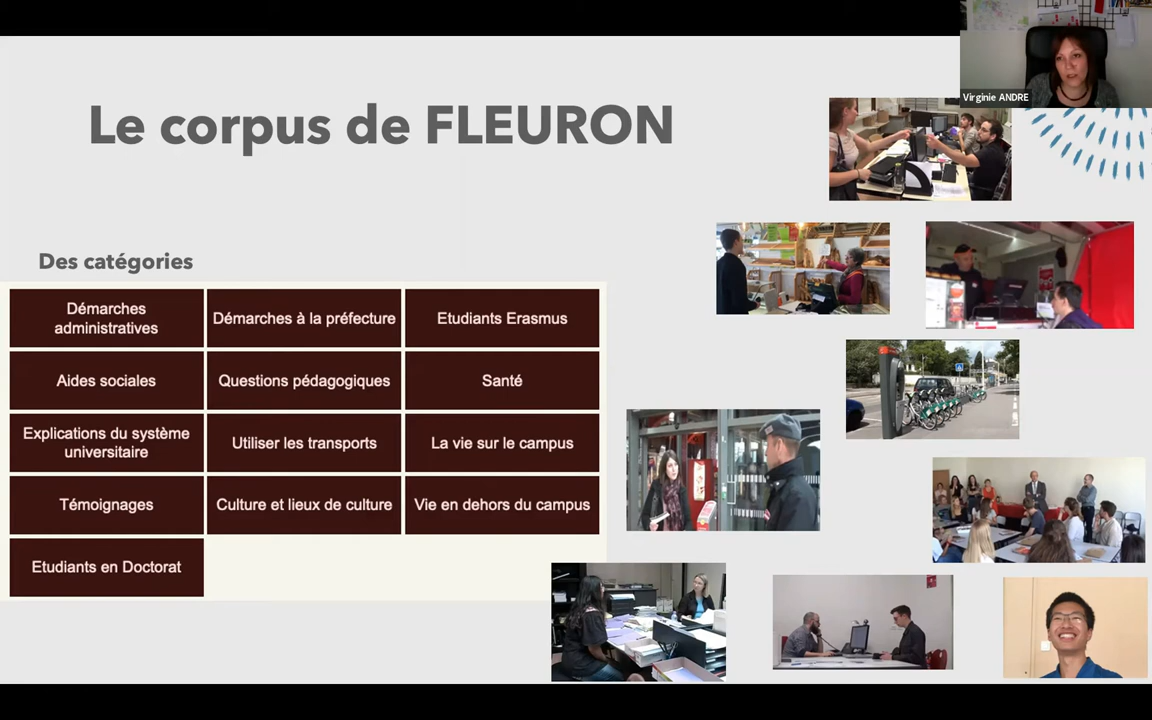 Virginie ANDRE
Le corpus de FLEURON
Des catégories
Démarches
administratives
Démarches à la préfecture
Etudiants Erasmus
Aides sociales
Questions pédagogiques
Santé
Explications du système
universitaire
Utiliser les transports
La vie sur le campus
Témoignages
Culture et lieux de culture
Vie en dehors du campus
Etudiants en Doctorat